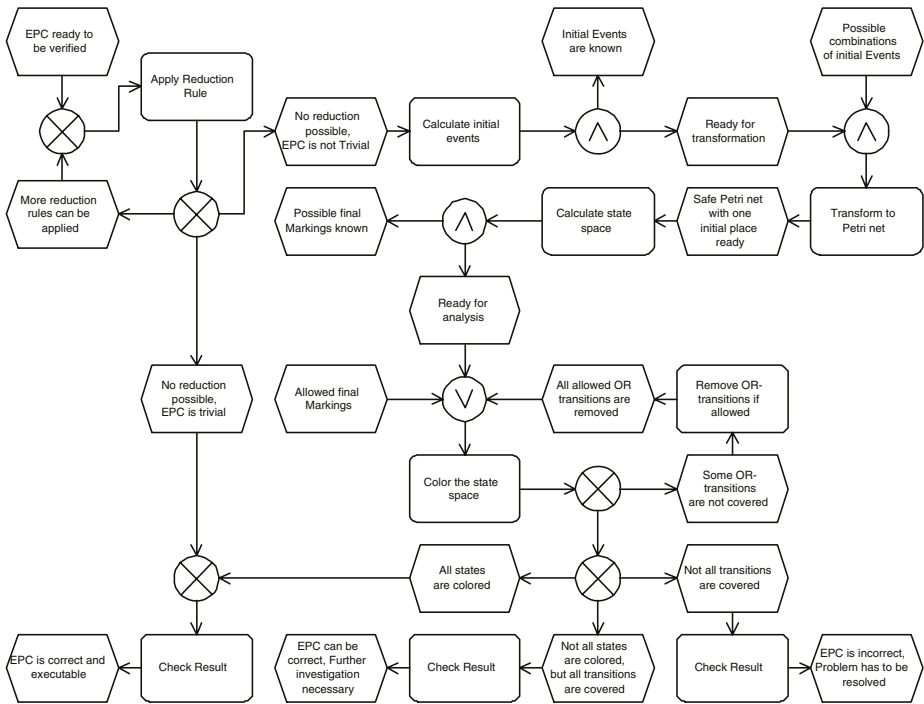 EPC ready to
be verified
Initial Events
are known
Possible
combinations
of initial Events
Apply Reduction
Rule
No reduction
possible,
EPC is not Trivial
Calculate initial
events
Ready for
transformation
More reduction
rules can be
applied
Possible final
Markings known
Calculate state
space
Safe Petri net
with one
initial place
ready
Transform to
Petri net
Ready for
analysis
No reduction
possible,
EPC is trivial
Allowed final
Markings
All allowed OR
transitions are
removed
Remove OR-
transitions if
allowed
Color the state
space
Some OR-
transitions
are not covered
All states
are colored
Not all transitions
are covered
EPC is correct and
executable
Check Result
EPC can be
correct, Further
investigation
necessary
Check Result
Not all states
are colored,
but all transitions
are covered
Check Result
EPC is incorrect,
Problem has to be
resolved